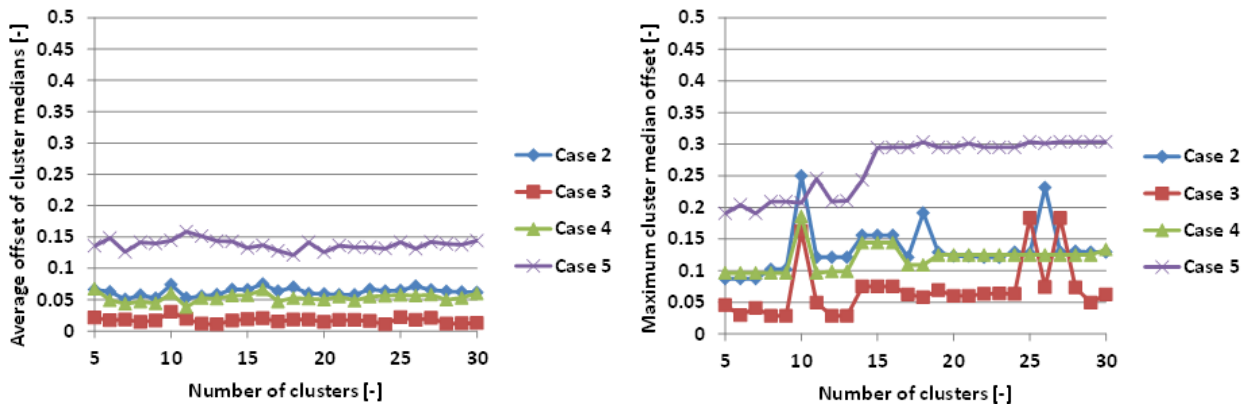 Average offset of cluster medians [-]
0.5
0.45
0.4
0.35
0.3
0.25
0.2
0.15
0.1
0.05
0
5 10 15 20 25 30
Number of clusters [-]
Case 2
Case 3
Case 4
Case 5
Maximum cluster median offset [-]
0.5
0.45
0.4
0.35
0.3
0.25
0.2
0.15
0.1
0.05
0
5 10 15 20 25 30
Number of clusters [-]
Case 2
Case 3
Case 4
Case 5